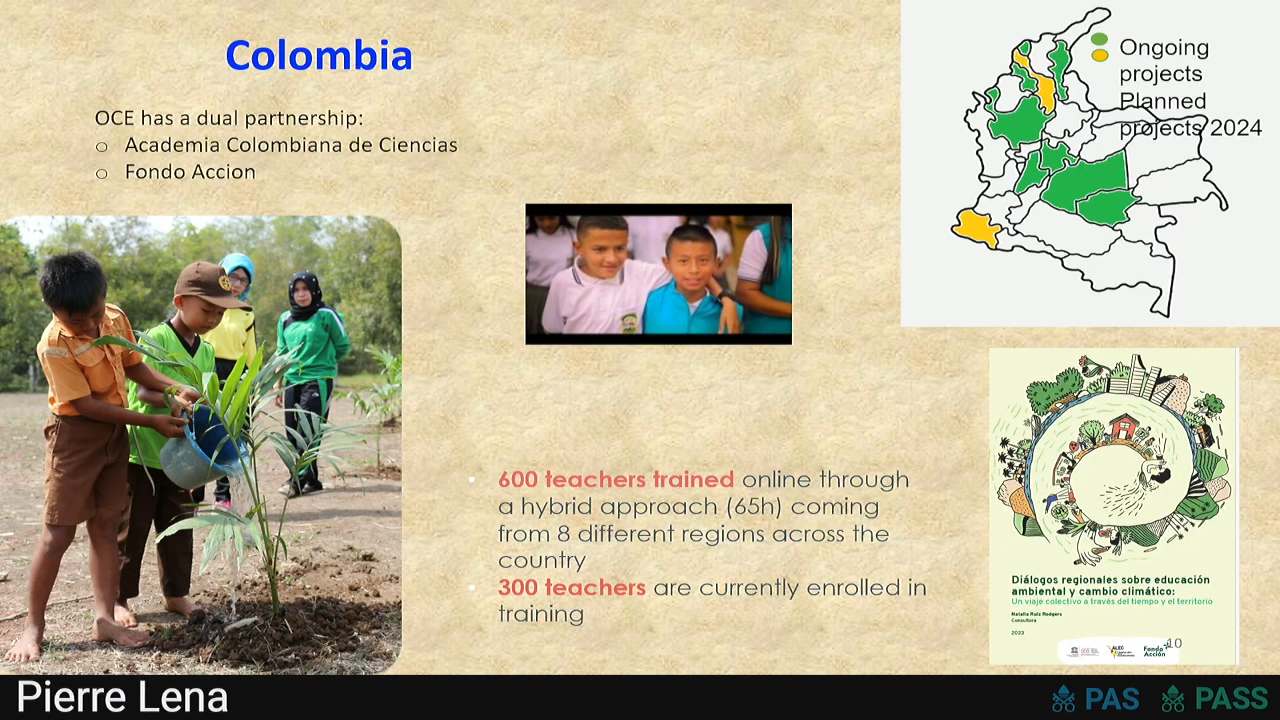 Colombia
OCE has a dual partnership:
o Academia Colombiana de Ciencias
o Fondo Accion
Ongoing
projects
Planned
projects 2024
• 600 teachers trained online through
a hybrid approach (65h) coming
from 8 different regions across the
country
• 300 teachers are currently enrolled in
training
Diálogos regionales sobre educación
ambiental y cambio climático:
Un viaje colectivo a través del tiempo y el territorio
Natalia Ruiz Rodgers
Consultora
2023
ALEC
Fondo
Acción
10
Pierre Lena
PAS
PASS